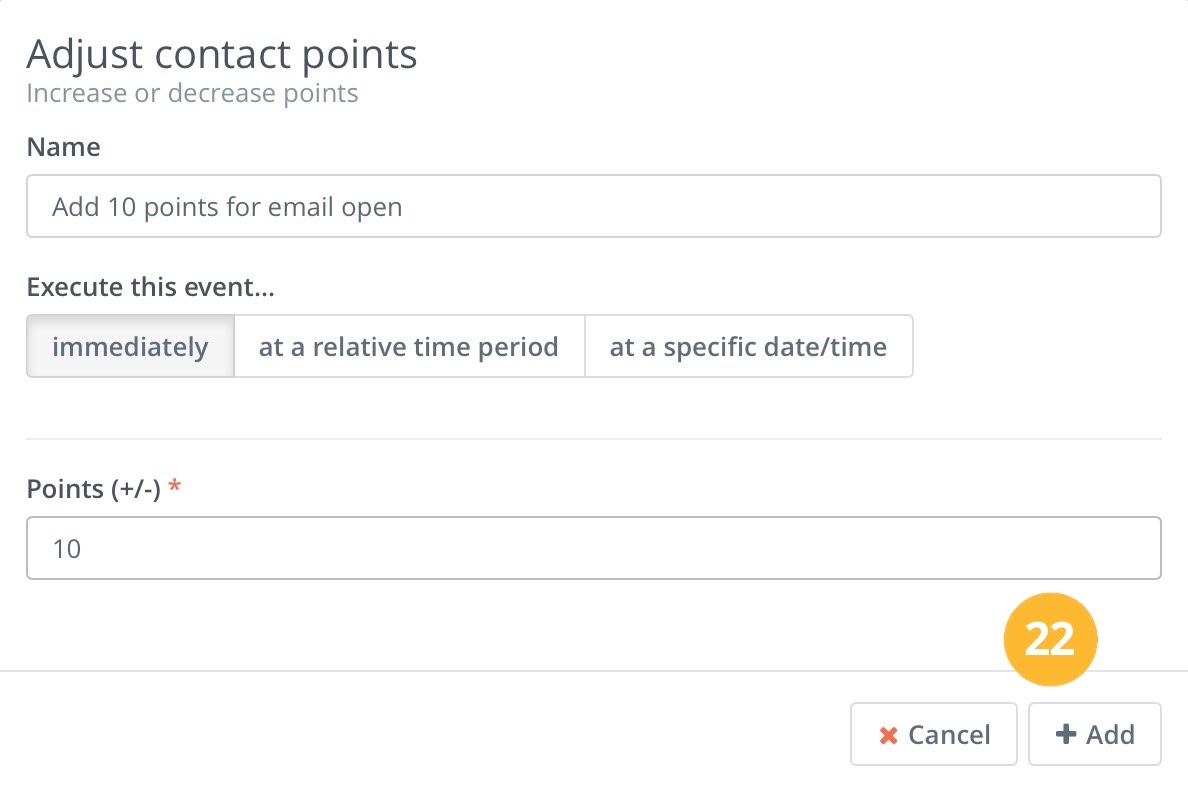 Adjust contact points
Increase or decrease points
Name
Add 10 points for email open
Execute this event...
immediately at a relative time period at a specific date/time
Points (+/-) *
10
22
Cancel Add